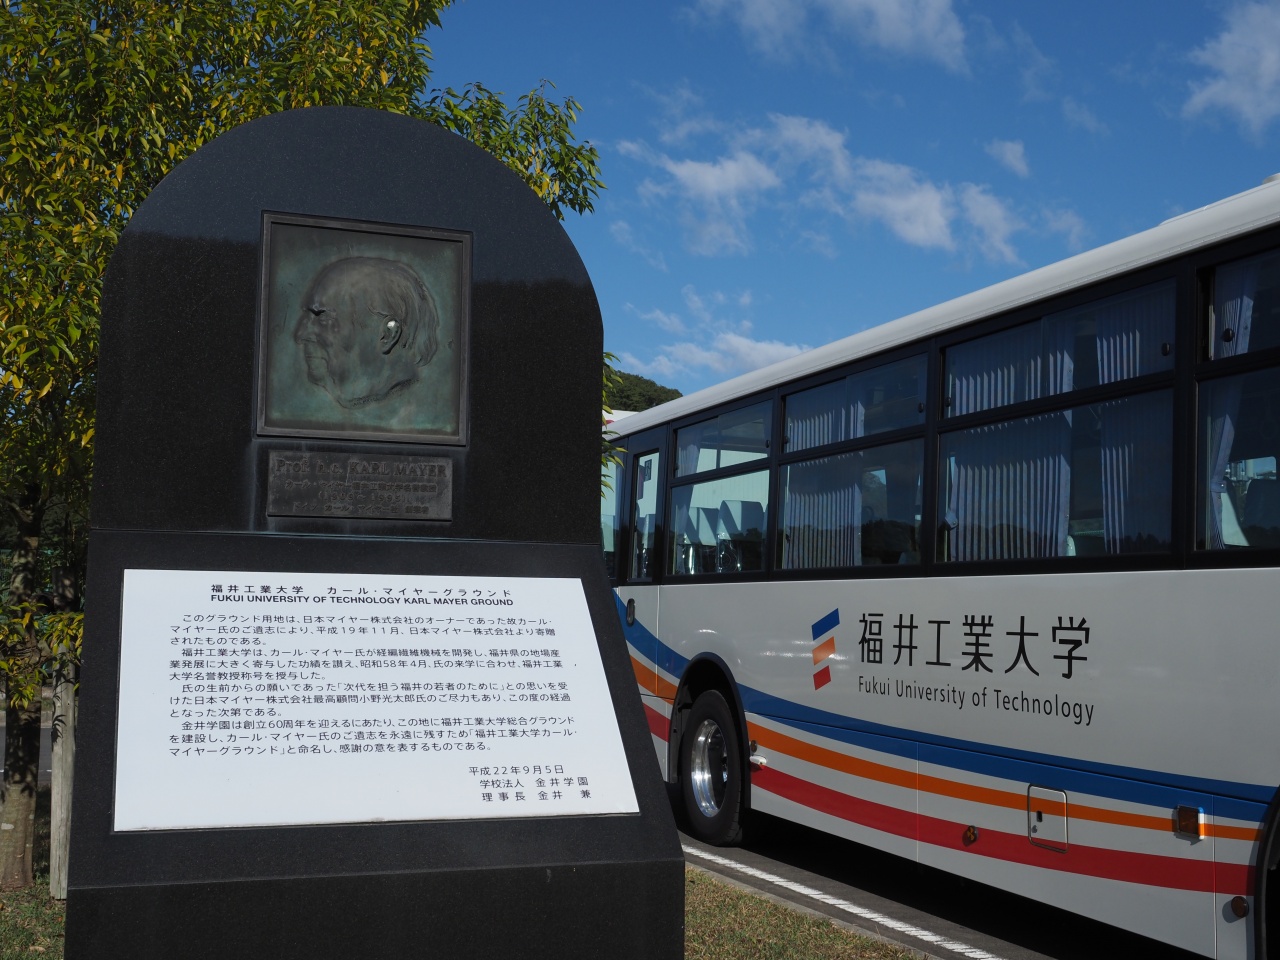 PROF. h.c. KARL MAYER
福井工業大学 カール・マイヤーグラウンド
FUKUI UNIVERSITY OF TECHNOLOGY KARL MAYER GROUND
このグラウンド用地は、日本マイヤー株式会社のオーナーであった故カール・
マイヤー氏のご遺志により、平成19年11月、日本マイヤー株式会社より寄贈
されたものである。
福井工業大学は、カール・マイヤー氏が経編繊維機械を開発し、福井県の地場産
業発展に大きく寄与した功績を讃え、昭和58年4月、氏の来学に合わせ、福井工業
大学名誉教授称号を授与した。
氏の生前からの願いであった「次代を担う福井の若者のために」との思いを受
けた日本マイヤー株式会社最高顧問小野光太郎氏のご尽力もあり、この度の経過
となった次第である。
金井学園は創立60周年を迎えるにあたり、この地に福井工業大学総合グラウンド
を建設し、カール・マイヤー氏のご遺志を永遠に残すため「福井工業大学カール・
マイヤーグラウンド」と命名し、感謝の意を表するものである。
平成22年9月5日
学校法人 金井学園
理事長 金井 兼
福井工業大学
Fukui University of Technology